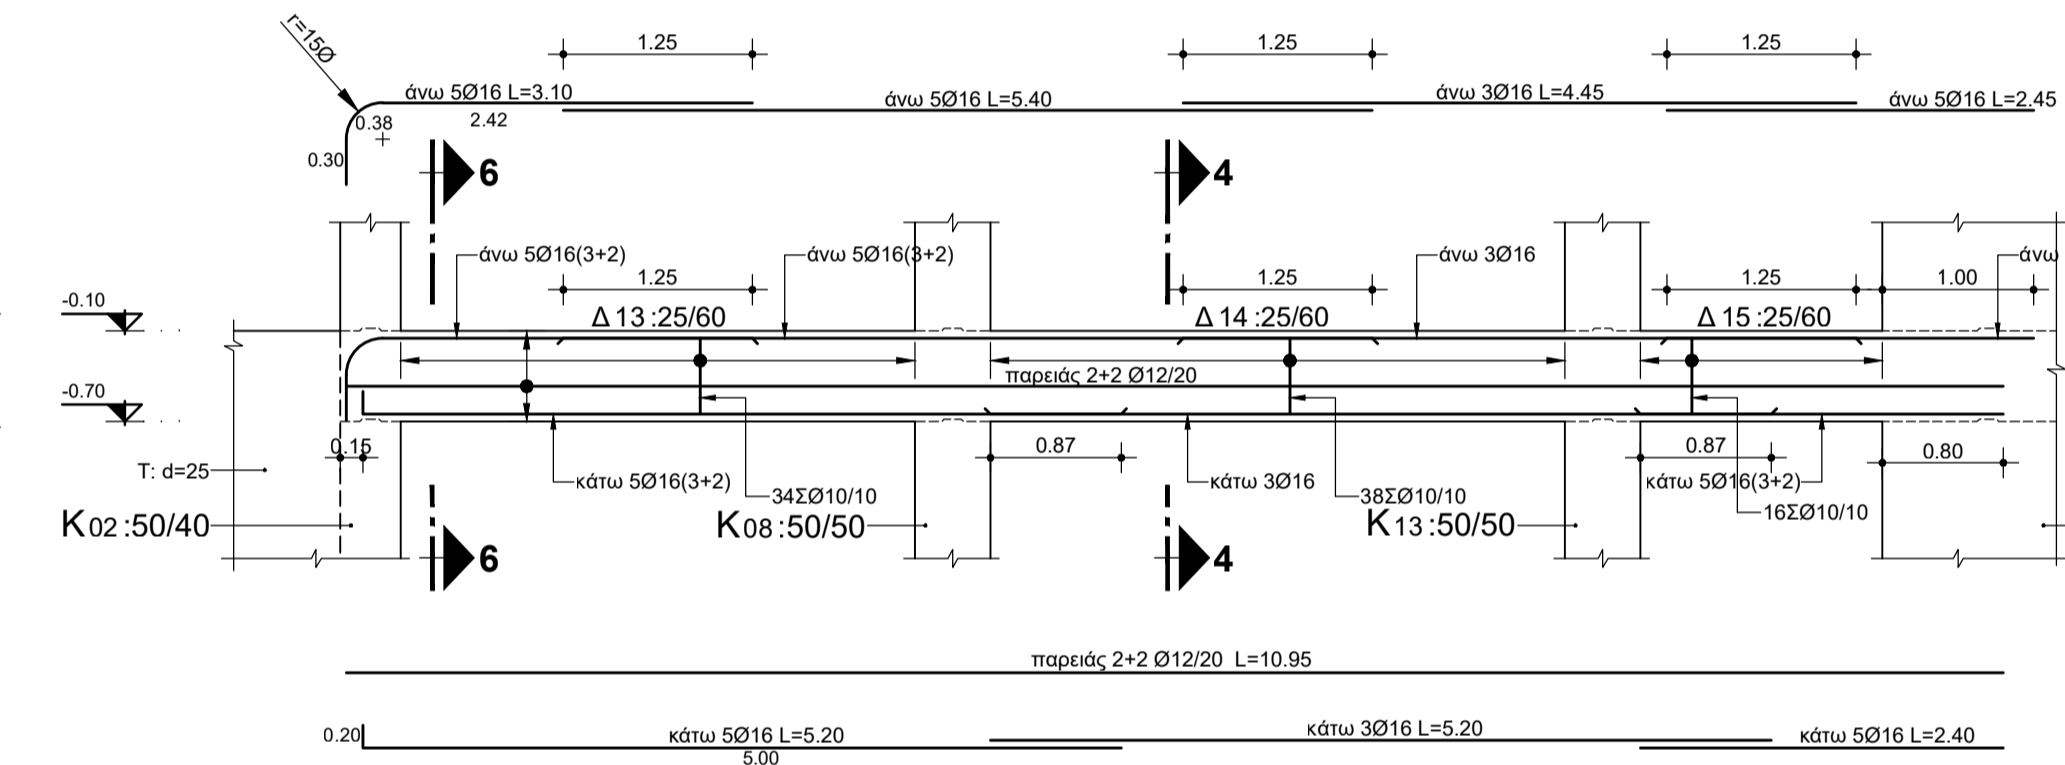 r=15Ø
1.25
1.25
1.25
άνω 5Ø16 L=3.10
άνω 5Ø16 L=5.40
άνω 3Ø16 L=4.45
άνω 5Ø16 L=2.45
0.38
2.42
0.30
6
4
άνω 5Ø16(3+2)
άνω 5Ø16(3+2)
άνω 3Ø16
άνω
1.25
1.25
1.25
1.00
-0.10
Δ 13 :25/60
Δ 14 :25/60
Δ 15 :25/60
παρειάς 2+2 Ø12/20
-0.70
0.15
0.87
0.87
0.80
T: d=25
κάτω 5Ø16(3+2)
κάτω 3Ø16
κάτω 5Ø16(3+2)
34ΣØ10/10
38ΣØ10/10
16ΣØ10/10
K02 :50/40
K08 :50/50
K13 :50/50
6
4
παρειάς 2+2 Ø12/20 L=10.95
0.20
κάτω 5Ø16 L=5.20
κάτω 3Ø16 L=5.20
κάτω 5Ø16 L=2.40
5.00